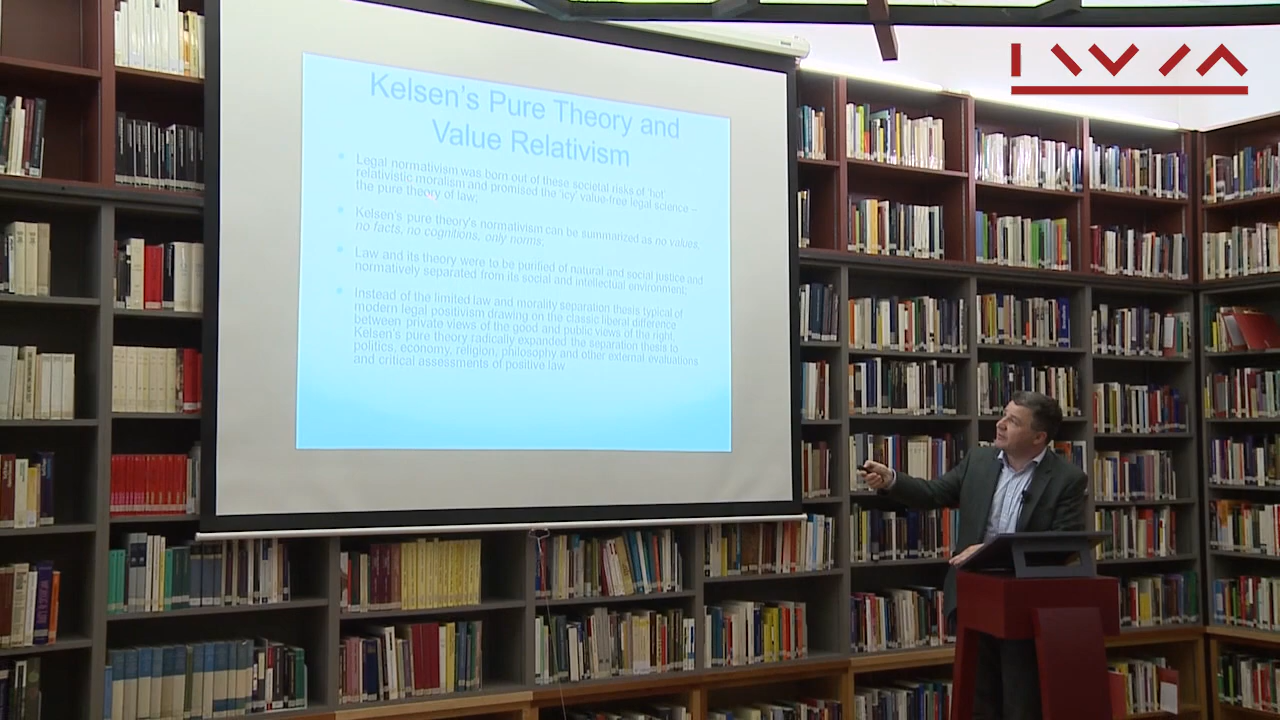 IWM
Kelsen's Pure Theory and
Value Relativism
Legal normativism was born out of these societal risks of 'hot'
relativistic moralism and promised the 'icy' value-free legal science –
the pure theory of law;
Kelsen's pure theory's normativism can be summarized as no values,
no facts, no cognitions, only norms;
Law and its theory were to be purified of natural and social justice and
normatively separated from its social and intellectual environment;
Instead of the limited law and morality separation thesis typical of
modern legal positivism drawing on the classic liberal difference
between private views of the good and public views of the right,
Kelsen's pure theory radically expanded the separation thesis to
politics, economy, religion, philosophy and other external evaluations
and critical assessments of positive law